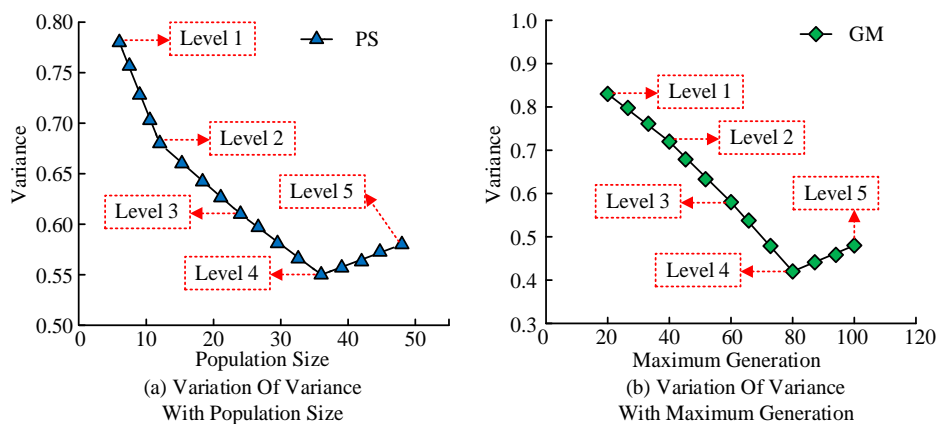 0.80
0.75
0.70
0.65
0.60
0.55
0.50
Variance
Level 1
PS
Level 2
Level 3
Level 5
Level 4
0 10 20 30 40 50
Population Size
(a) Variation Of Variance
With Population Size
1.0
0.9
0.8
0.7
0.6
0.5
0.4
0.3
Variance
GM
Level 1
Level 2
Level 3
Level 5
Level 4
0 20 40 60 80 100 120
Maximum Generation
(b) Variation Of Variance
With Maximum Generation